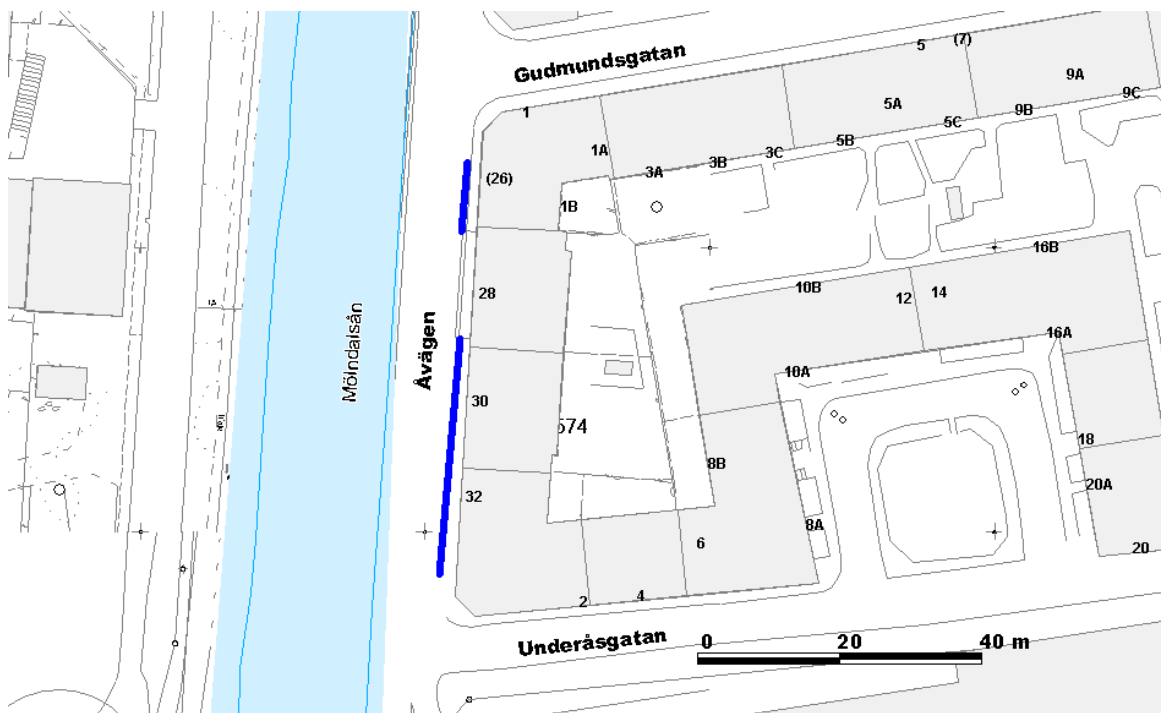 Gudmundsgatan
5
(7)
9A
9C
9B
5A
5C
5B
1
1A
3C
3B
3A
(26)
1B
16B
28
10B
12
14
Mölndalsån
Åvägen
16A
10A
30
574
18
8B
20A
32
8A
6
20
2
4
Underåsgatan
0 20 40 m